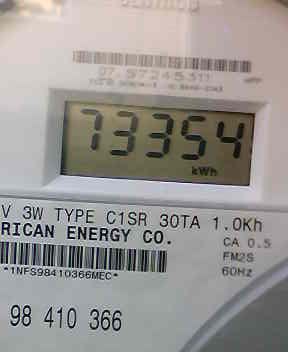 73354
kWh
V 3W TYPE C1SR 30TA 1.0Kh
RICAN ENERGY CO.
CA 0.5
FM2S
60Hz
*1NFS98410366MEC*
98 410 366